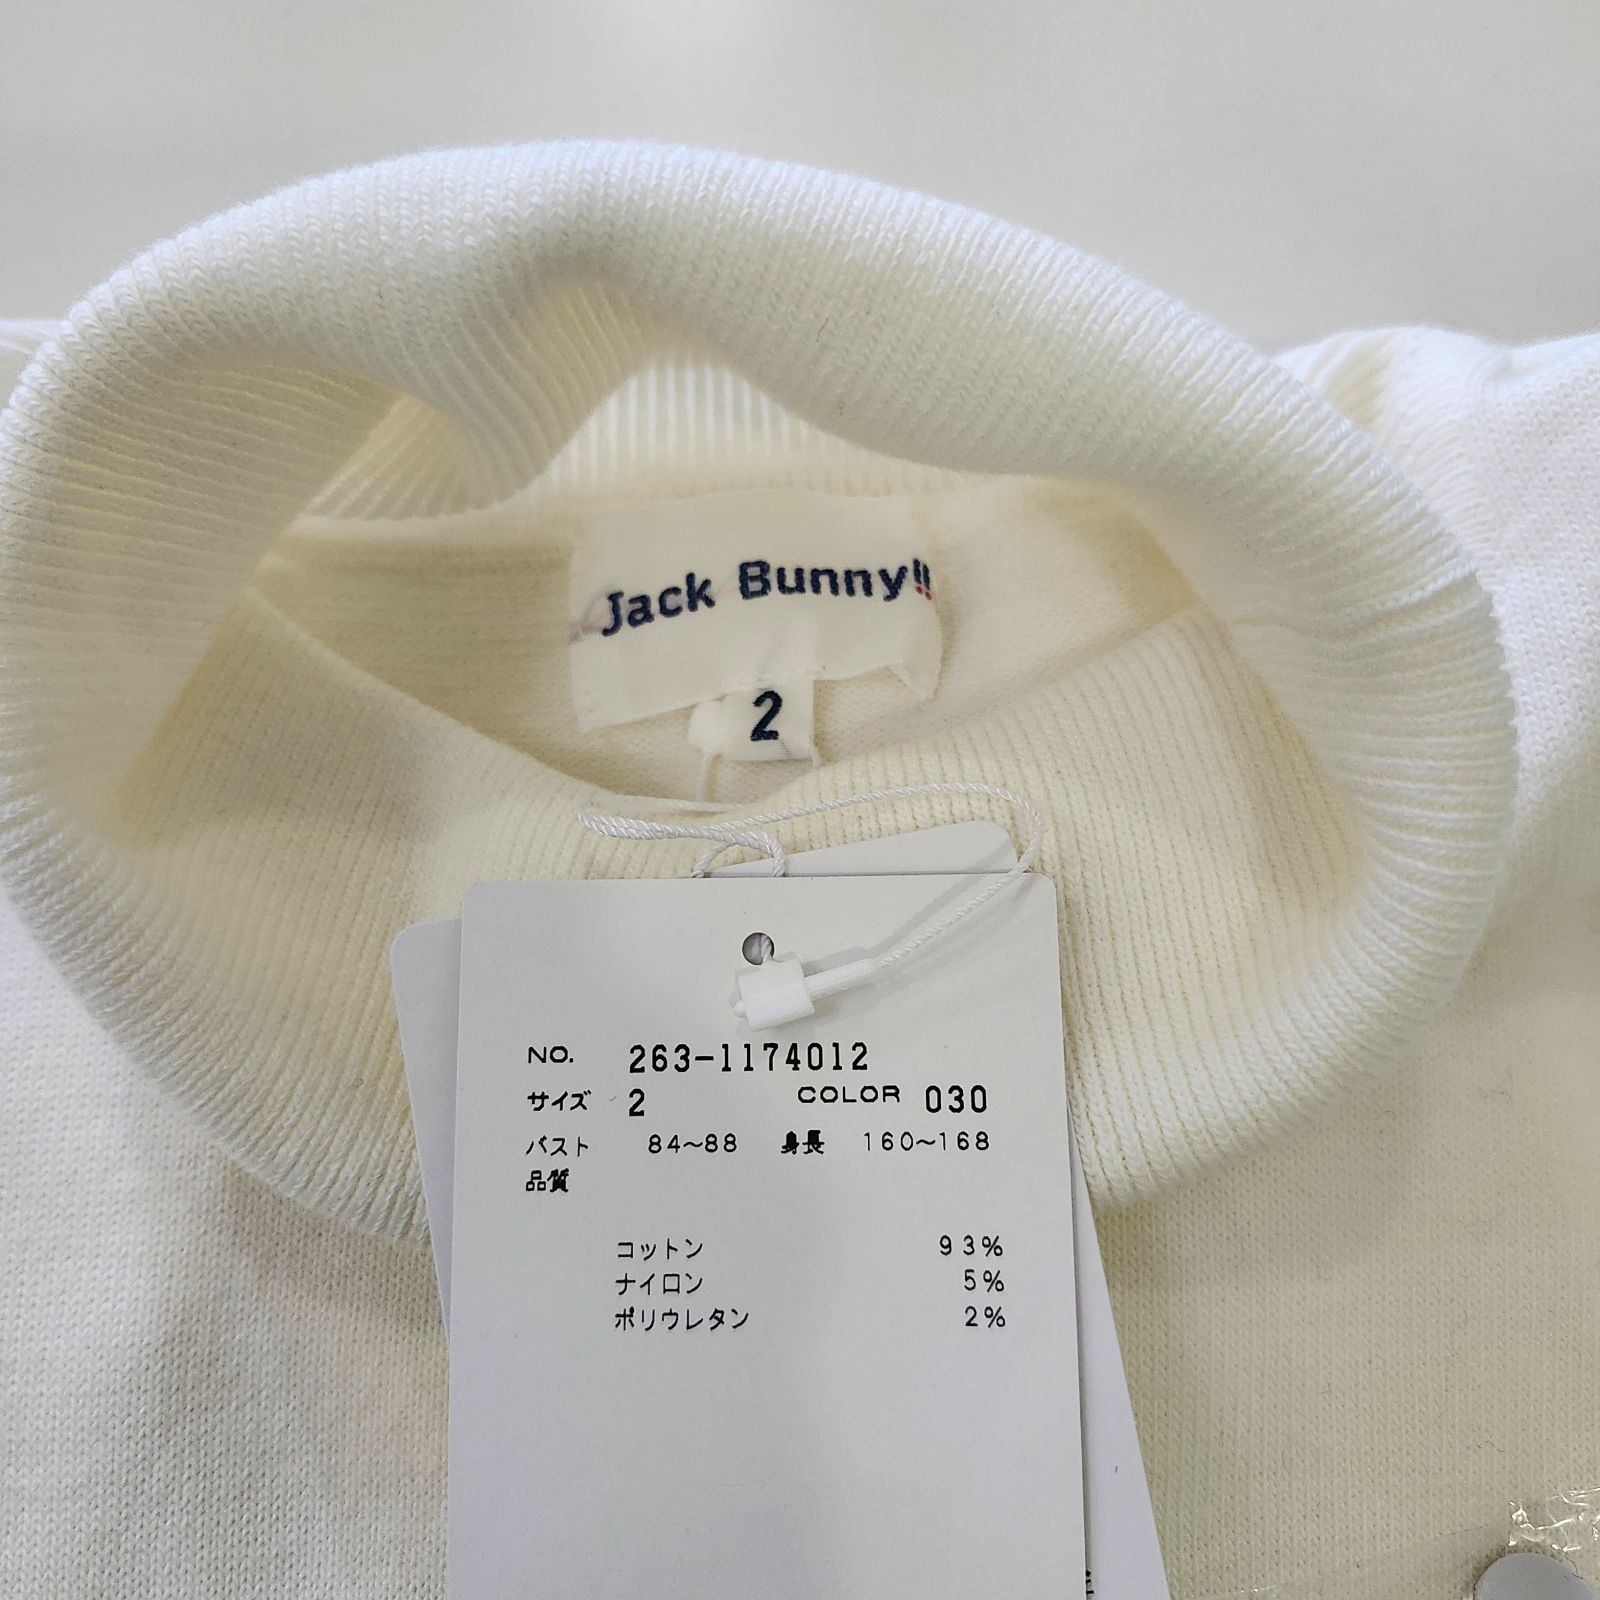 Jack Bunny!!
2
NO. 263-1174012
サイズ 2 COLOR 030
バスト 84～88 身長 160～168
品質
コットン 93%
ナイロン 5%
ポリウレタン 2%